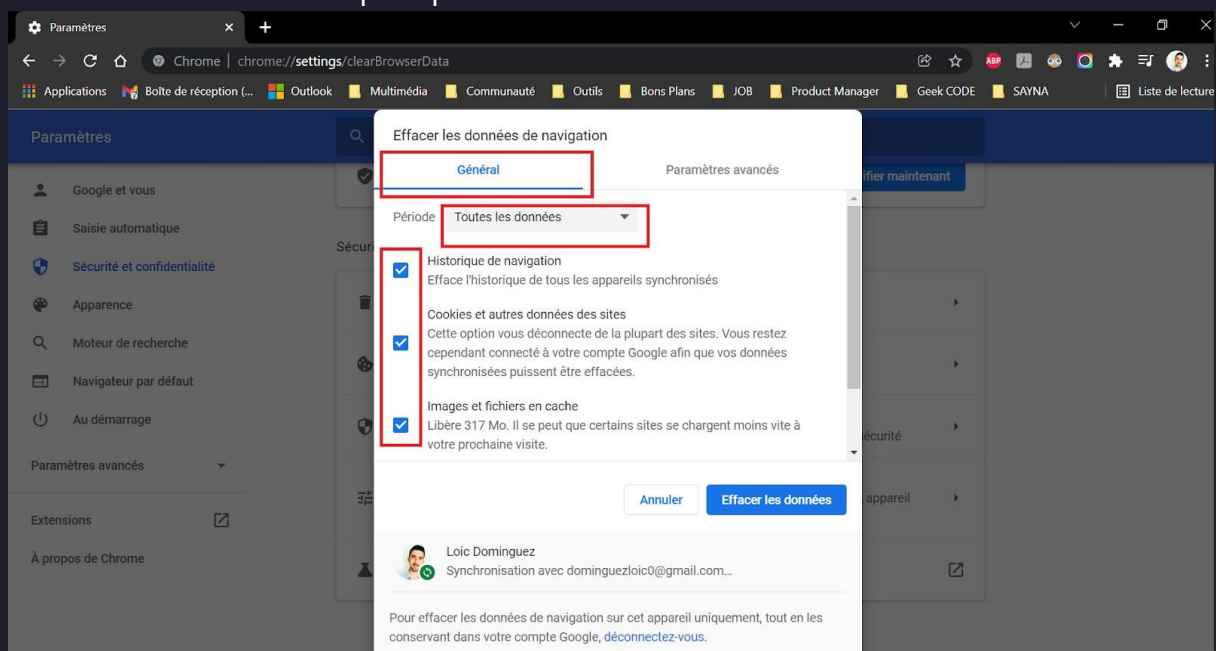 Paramètres
Chrome | chrome://settings/clearBrowserData
ABP
Applications
Boîte de réception (...
Outlook
Multimédia
Communauté
Outils
Bons Plans
JOB
Product Manager
Geek CODE
SAYNA
Liste de lecture
Paramètres
Google et vous
Saisie automatique
Sécurité et confidentialité
Apparence
Moteur de recherche
Navigateur par défaut
Au démarrage
Paramètres avancés
Extensions
À propos de Chrome
ifier maintenant
Sécuri
écurité
appareil
Effacer les données de navigation
Général
Paramètres avancés
Période
Toutes les données
Historique de navigation
Efface l'historique de tous les appareils synchronisés
Cookies et autres données des sites
Cette option vous déconnecte de la plupart des sites. Vous restez
cependant connecté à votre compte Google afin que vos données
synchronisées puissent être effacées.
Images et fichiers en cache
Libère 317 Mo. Il se peut que certains sites se chargent moins vite à
votre prochaine visite.
Annuler
Effacer les données
Loic Dominguez
Synchronisation avec dominguezloic0@gmail.com...
Pour effacer les données de navigation sur cet appareil uniquement, tout en les
conservant dans votre compte Google, déconnectez-vous.